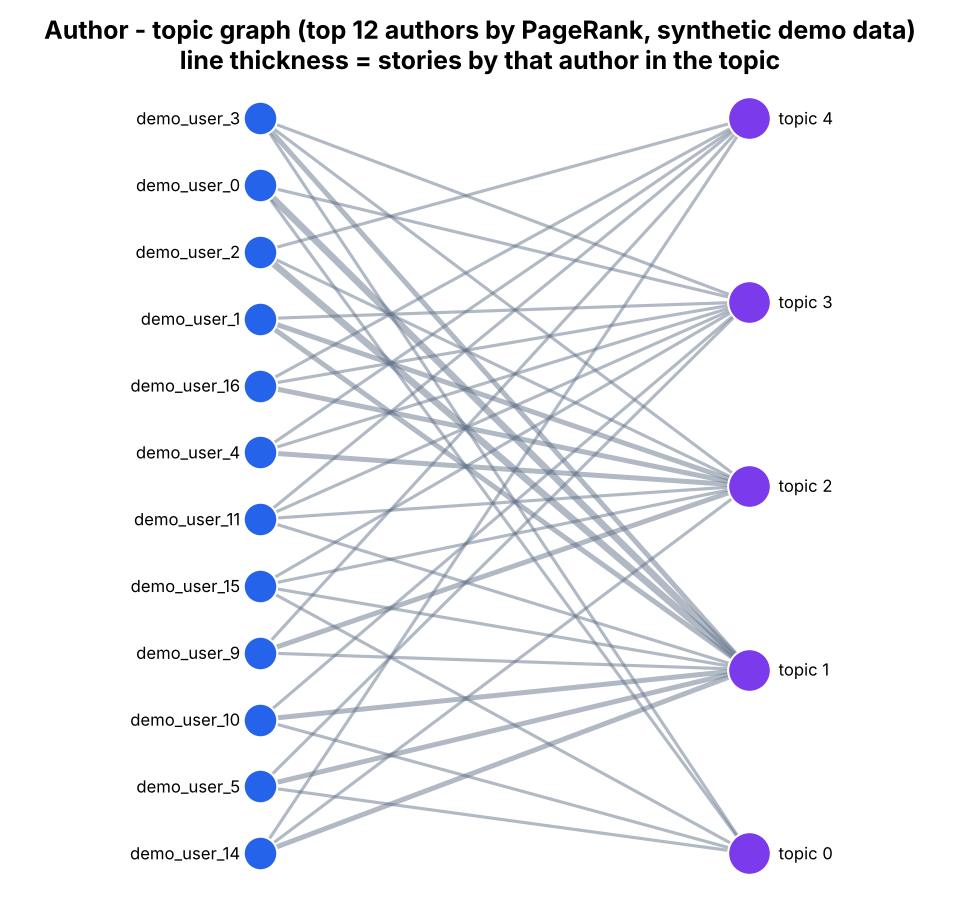 Author - topic graph (top 12 authors by PageRank, synthetic demo data)
line thickness = stories by that author in the topic
demo_user_3
topic 4
demo_user_0
demo_user_2
topic 3
demo_user_1
demo_user_16
demo_user_4
topic 2
demo_user_11
demo_user_15
demo_user_9
topic 1
demo_user_10
demo_user_5
demo_user_14
topic 0